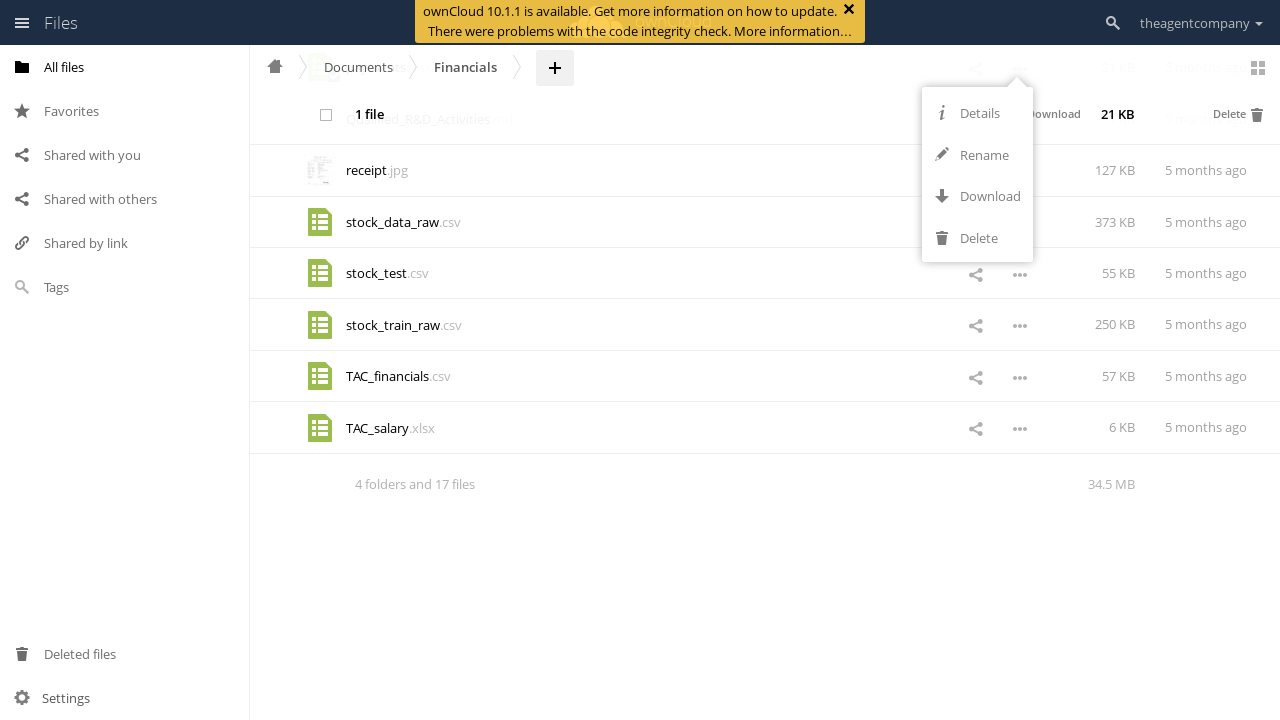 Files
ownCloud 10.1.1 is available. Get more information on how to update.
There were problems with the code integrity check. More information…
theagentcompany
All files
Favorites
Shared with you
Shared with others
Shared by link
Tags
Deleted files
Settings
Documents
Financials
1 file
Download
21 KB
Delete
Qualified_R&D_Activities.md
Details
Rename
Download
Delete
receipt.jpg
127 KB
5 months ago
stock_data_raw.csv
373 KB
5 months ago
stock_test.csv
55 KB
5 months ago
stock_train_raw.csv
250 KB
5 months ago
TAC_financials.csv
57 KB
5 months ago
TAC_salary.xlsx
6 KB
5 months ago
4 folders and 17 files
34.5 MB